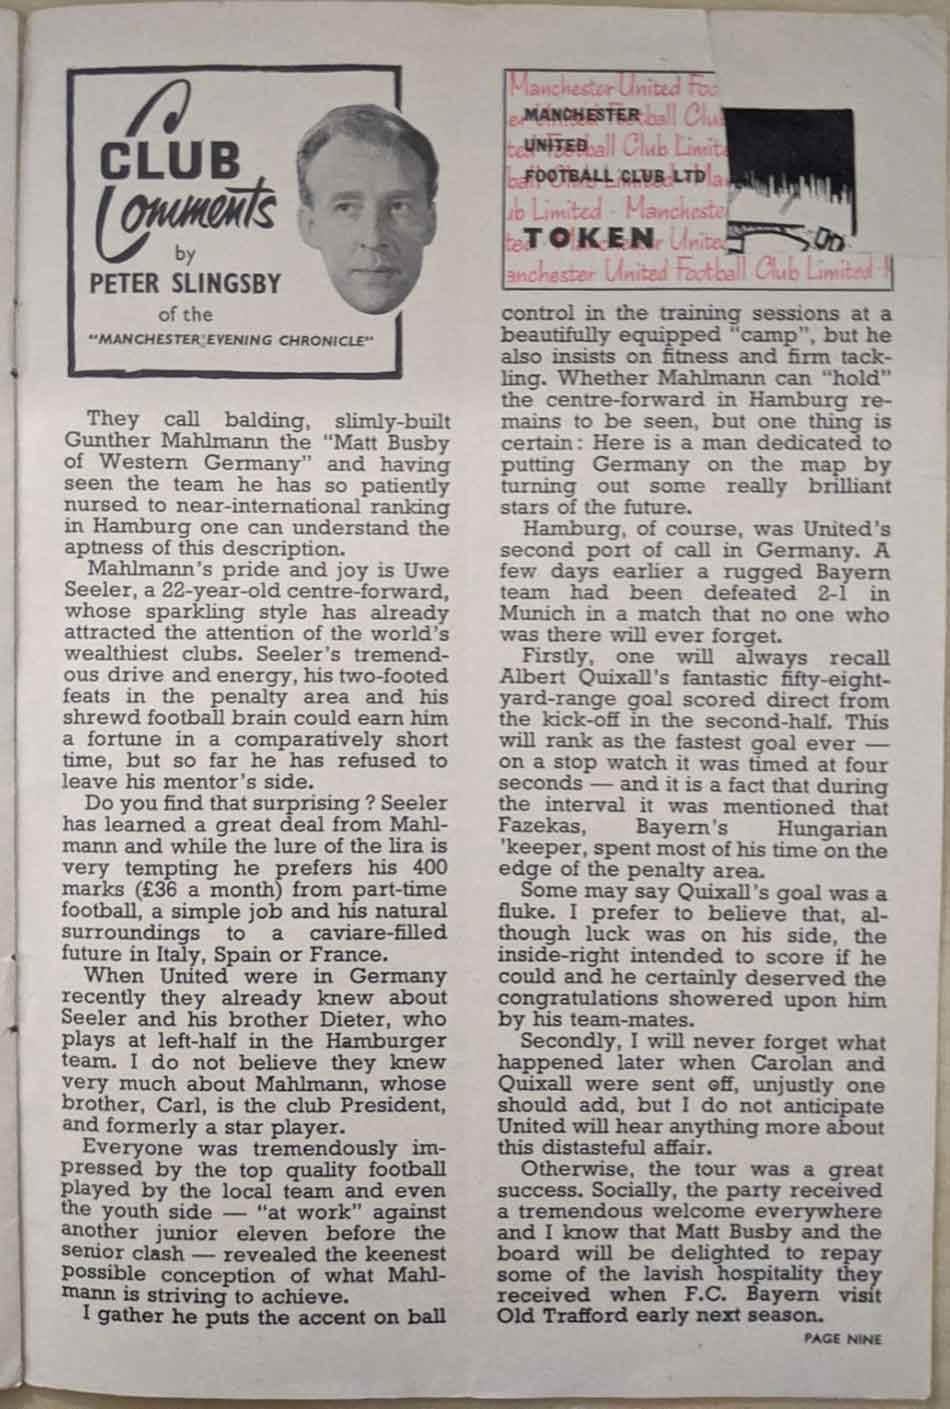 CLUB
Comments
by
PETER SLINGSBY
of the
"MANCHESTER EVENING CHRONICLE"
They call balding, slimly-built
Gunther Mahlmann the "Matt Busby
of Western Germany" and having
seen the team he has so patiently
nursed to near-international ranking
in Hamburg one can understand the
aptness of this description.
Mahlmann's pride and joy is Uwe
Seeler, a 22-year-old centre-forward,
whose sparkling style has already
attracted the attention of the world's
wealthiest clubs. Seeler's tremend-
ous drive and energy, his two-footed
feats in the penalty area and his
shrewd football brain could earn him
a fortune in a comparatively short
time, but so far he has refused to
leave his mentor's side.
Do you find that surprising? Seeler
has learned a great deal from Mahl-
mann and while the lure of the lira is
very tempting he prefers his 400
marks (£36 a month) from part-time
football, a simple job and his natural
surroundings to a caviare-filled
future in Italy, Spain or France.
When United were in Germany
recently they already knew about
Seeler and his brother Dieter, who
plays at left-half in the Hamburger
team. I do not believe they knew
very much about Mahlmann, whose
brother, Carl, is the club President,
and formerly a star player.
Everyone was tremendously im-
pressed by the top quality football
played by the local team and even
the youth side — "at work" against
another junior eleven before the
senior clash — revealed the keenest
possible conception of what Mahl-
mann is striving to achieve.
I gather he puts the accent on ball
Manchester United Foo
MANCHESTER
er United Football Clu
UNITED
ted Football Club Limite
FOOTBALL CLUB LTD
ball Club Limited Ma
ub Limited · Mancheste
TOKEN
ted Manchester Unite
anchester United Football Club Limited · M
control in the training sessions at a
beautifully equipped "camp", but he
also insists on fitness and firm tack-
ling. Whether Mahlmann can "hold"
the centre-forward in Hamburg re-
mains to be seen, but one thing is
certain: Here is a man dedicated to
putting Germany on the map by
turning out some really brilliant
stars of the future.
Hamburg, of course, was United's
second port of call in Germany. A
few days earlier a rugged Bayern
team had been defeated 2-1 in
Munich in a match that no one who
was there will ever forget.
Firstly, one will always recall
Albert Quixall's fantastic fifty-eight-
yard-range goal scored direct from
the kick-off in the second-half. This
will rank as the fastest goal ever —
on a stop watch it was timed at four
seconds — and it is a fact that during
the interval it was mentioned that
Fazekas, Bayern's Hungarian
'keeper, spent most of his time on the
edge of the penalty area.
Some may say Quixall's goal was a
fluke. I prefer to believe that, al-
though luck was on his side, the
inside-right intended to score if he
could and he certainly deserved the
congratulations showered upon him
by his team-mates.
Secondly, I will never forget what
happened later when Carolan and
Quixall were sent off, unjustly one
should add, but I do not anticipate
United will hear anything more about
this distasteful affair.
Otherwise, the tour was a great
success. Socially, the party received
a tremendous welcome everywhere
and I know that Matt Busby and the
board will be delighted to repay
some of the lavish hospitality they
received when F.C. Bayern visit
Old Trafford early next season.
PAGE NINE